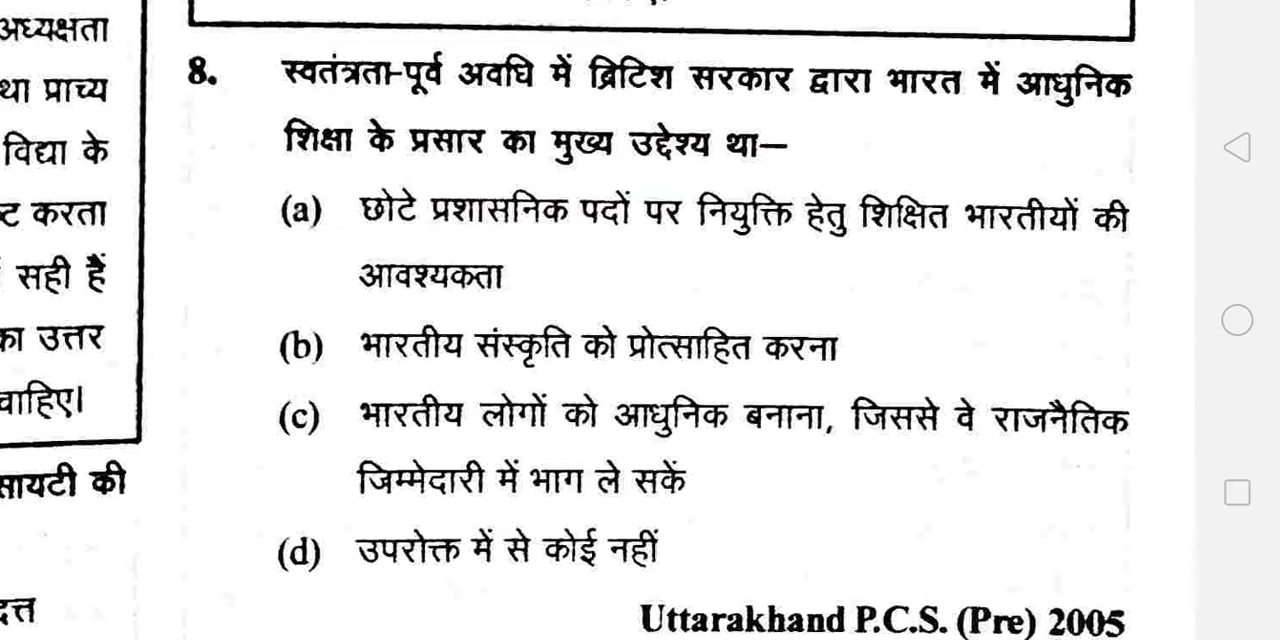 अध्यक्षता
था प्राच्य
विद्या के
ट करता
सही हैं
का उत्तर
चाहिए।
सायटी की
दत्त
8. स्वतंत्रता-पूर्व अवधि में ब्रिटिश सरकार द्वारा भारत में आधुनिक
शिक्षा के प्रसार का मुख्य उद्देश्य था—
(a) छोटे प्रशासनिक पदों पर नियुक्ति हेतु शिक्षित भारतीयों की
आवश्यकता
(b) भारतीय संस्कृति को प्रोत्साहित करना
(c) भारतीय लोगों को आधुनिक बनाना, जिससे वे राजनैतिक
जिम्मेदारी में भाग ले सकें
(d) उपरोक्त में से कोई नहीं
Uttarakhand P.C.S. (Pre) 2005